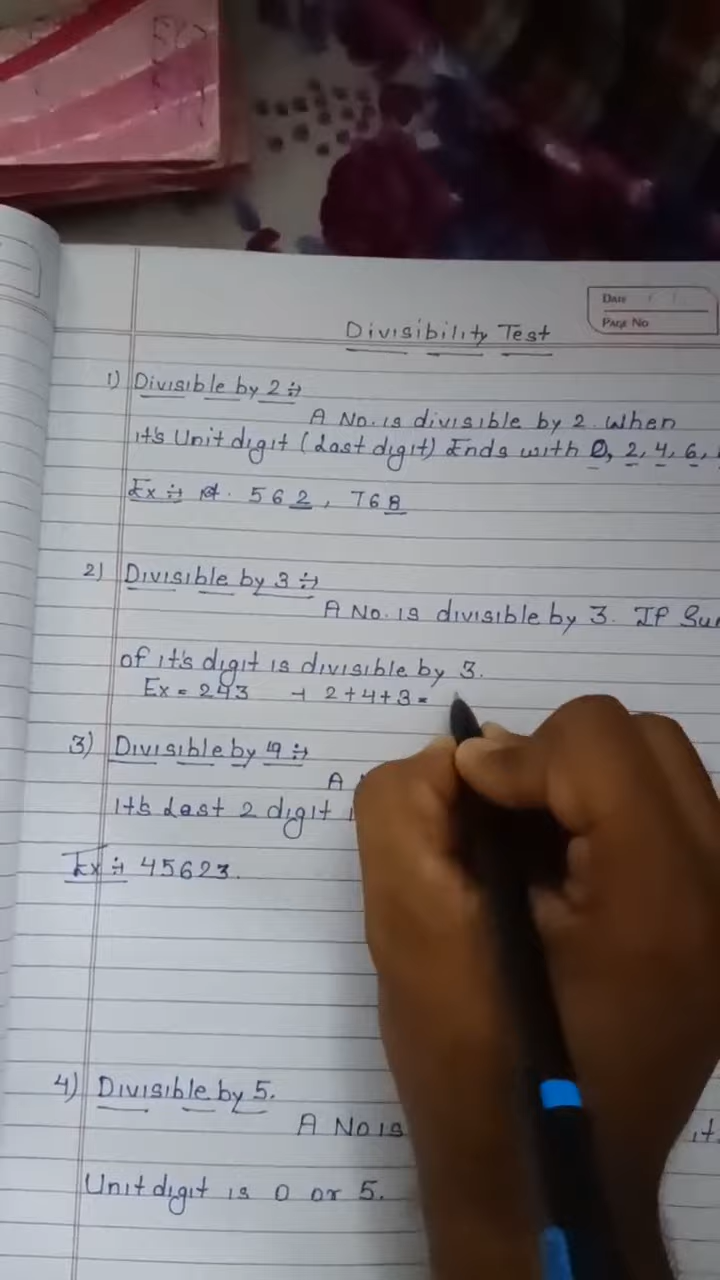 Date
Page No
Divisibility Test
1) Divisible by 2 :→
A No. is divisible by 2. When
it's Unit digit (Last digit) Ends with 0, 2, 4, 6,
Ex :→ 562, 768
2) Divisible by 3 :→
A No. is divisible by 3. If Sum
of it's digit is divisible by 3.
Ex = 243 → 2+4+3=
3) Divisible by :→
A
it's Last 2 digit
Ex :→ 45623.
4) Divisible by 5.
A No is it
Unit digit is 0 or 5.